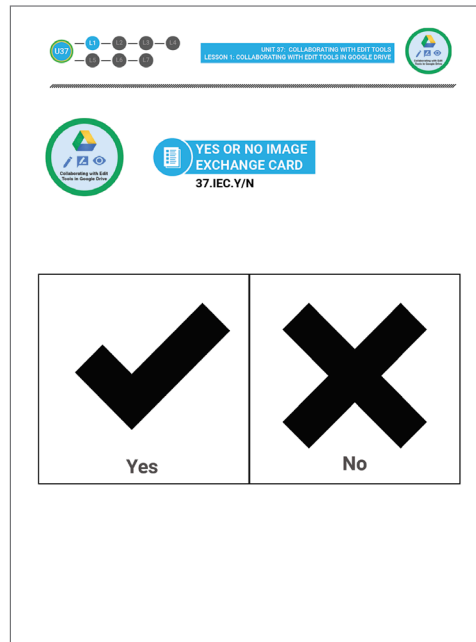 U37
L1
L2
L3
L4
L5
L6
L7
UNIT 37: COLLABORATING WITH EDIT TOOLS
LESSON 1: COLLABORATING WITH EDIT TOOLS IN GOOGLE DRIVE
Collaborating with Edit
Tools in Google Drive
Collaborating with Edit
Tools in Google Drive
YES OR NO IMAGE
EXCHANGE CARD
37.IEC.Y/N
Yes
No